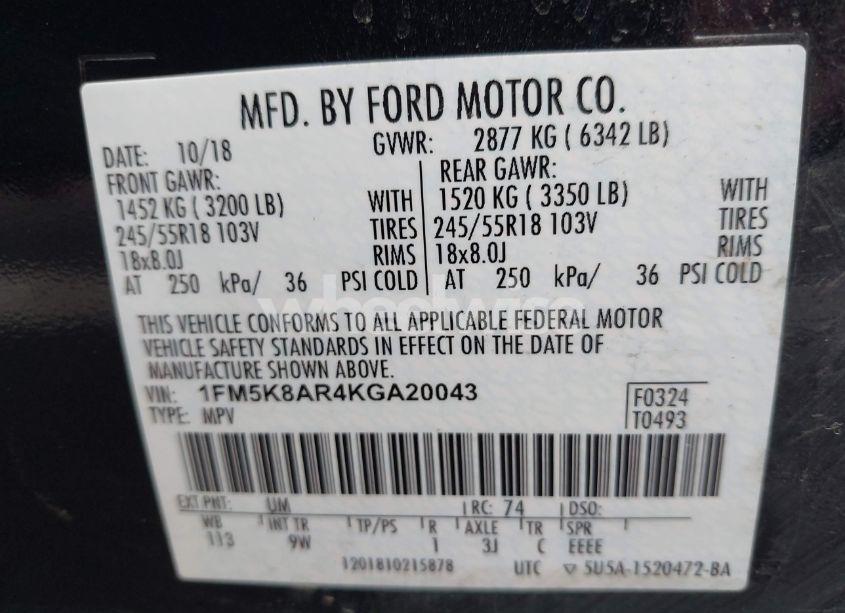 MFD. BY FORD MOTOR CO.
DATE: 10/18 GVWR: 2877 KG ( 6342 LB)
FRONT GAWR: REAR GAWR:
1452 KG ( 3200 LB) WITH 1520 KG ( 3350 LB) WITH
245/55R18 103V TIRES 245/55R18 103V TIRES
18x8.0J RIMS 18x8.0J RIMS
AT 250 kPa/ 36 PSI COLD AT 250 kPa/ 36 PSI COLD
THIS VEHICLE CONFORMS TO ALL APPLICABLE FEDERAL MOTOR
VEHICLE SAFETY STANDARDS IN EFFECT ON THE DATE OF
MANUFACTURE SHOWN ABOVE.
VIN: 1FM5K8AR4KGA20043 F0324
TYPE: MPV T0493
EXT PNT: UM RC: 74 DSO:
WB INT TR TP/PS R AXLE TR SPR
113 9W 1 3J C EEEE
1201810215878 UTC ▽ 5U5A-1520472-BA